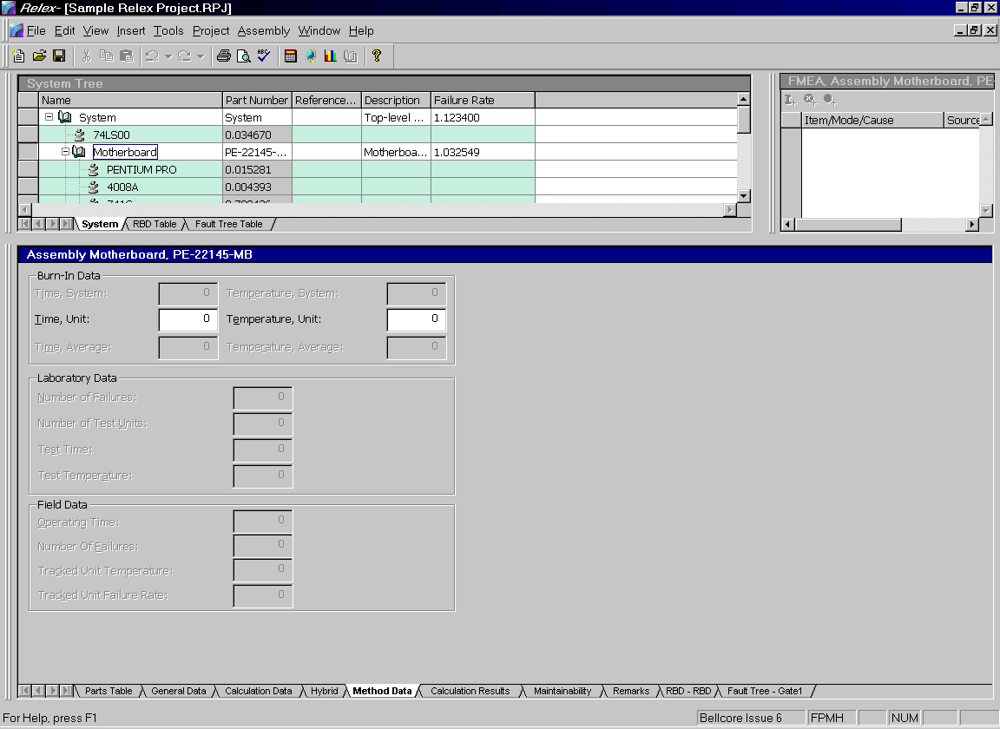 Relex - [Sample Relex Project.RPJ]
File Edit View Insert Tools Project Assembly Window Help
System Tree
Name Part Number Reference... Description Failure Rate
System System Top-level ... 1.123400
74LS00 0.034670
Motherboard PE-22145-... Motherboa... 1.032549
PENTIUM PRO 0.015281
4008A 0.004393
System RBD Table Fault Tree Table
FMEA, Assembly Motherboard, PE
Item/Mode/Cause Source
Assembly Motherboard, PE-22145-MB
Burn-In Data
Time, System: 0 Temperature, System: 0
Time, Unit: 0 Temperature, Unit: 0
Time, Average: 0 Temperature, Average: 0
Laboratory Data
Number of Failures: 0
Number of Test Units: 0
Test Time: 0
Test Temperature: 0
Field Data
Operating Time: 0
Number Of Failures: 0
Tracked Unit Temperature: 0
Tracked Unit Failure Rate: 0
Parts Table General Data Calculation Data Hybrid Method Data Calculation Results Maintainability Remarks RBD - RBD Fault Tree - Gate1
For Help, press F1 Bellcore Issue 6 FPMH NUM